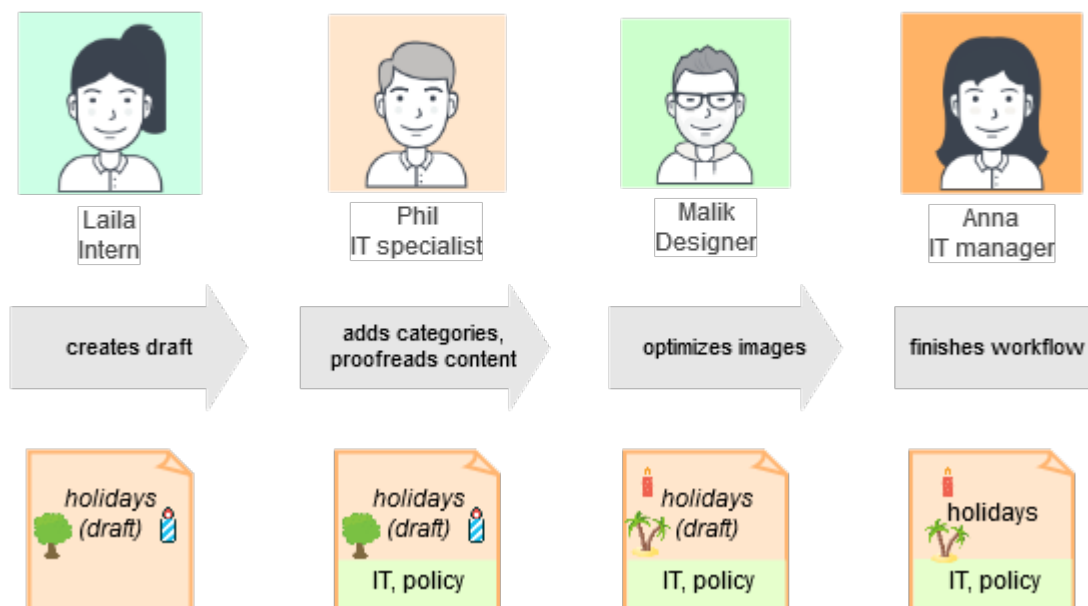 Laila
Intern
Phil
IT specialist
Malik
Designer
Anna
IT manager
creates draft
adds categories,
proofreads content
optimizes images
finishes workflow
holidays
(draft)
holidays
(draft)
IT, policy
holidays
(draft)
IT, policy
holidays
IT, policy